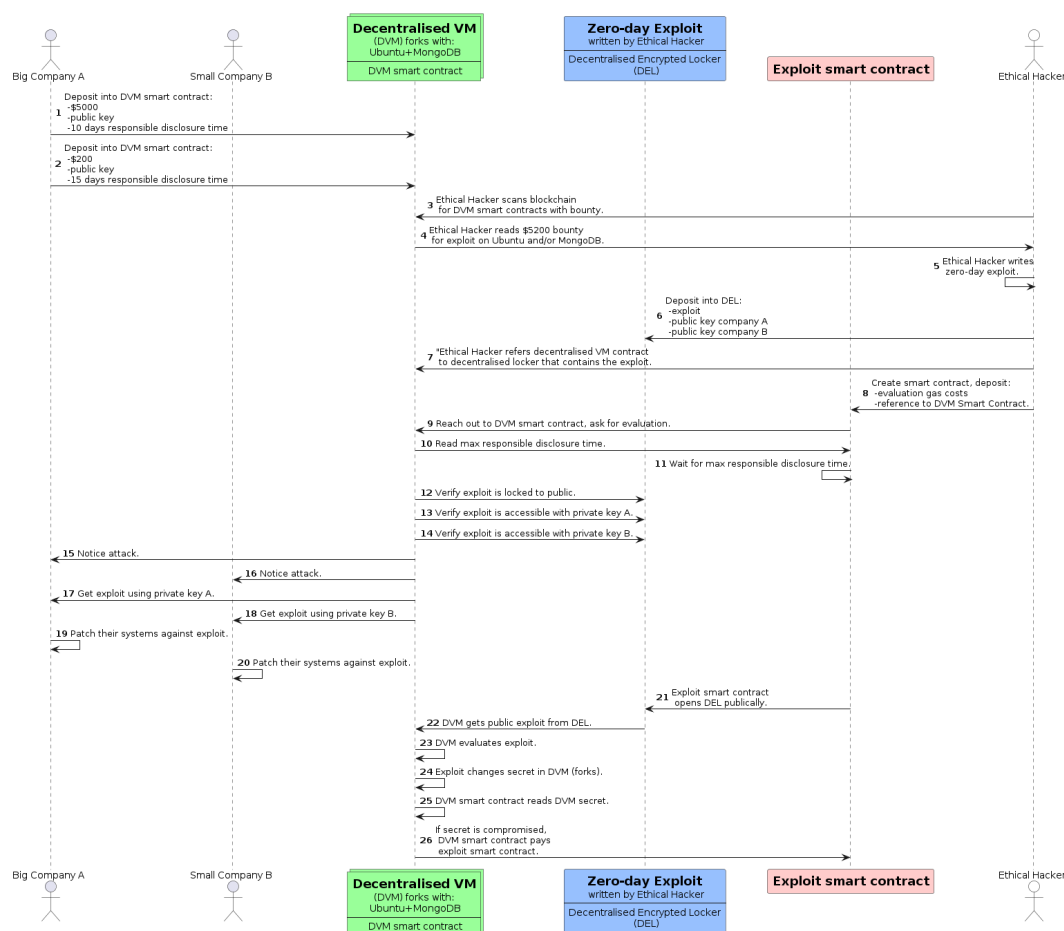 Decentralised VM
(DVM) forks with:
Ubuntu+MongoDB
DVM smart contract
Zero-day Exploit
written by Ethical Hacker
Decentralised Encrypted Locker
(DEL)
Exploit smart contract
Big Company A
Small Company B
Ethical Hacker
Deposit into DVM smart contract:
-$5000
1 -public key
-10 days responsible disclosure time
Deposit into DVM smart contract:
-$200
2 -public key
-15 days responsible disclosure time
3 Ethical Hacker scans blockchain
for DVM smart contracts with bounty.
4 Ethical Hacker reads $5200 bounty
for exploit on Ubuntu and/or MongoDB.
5 Ethical Hacker writes
zero-day exploit.
Deposit into DEL:
6 -exploit
-public key company A
-public key company B
7 "Ethical Hacker refers decentralised VM contract
to decentralised locker that contains the exploit.
Create smart contract, deposit:
8 -evaluation gas costs
-reference to DVM Smart Contract.
9 Reach out to DVM smart contract, ask for evaluation.
10 Read max responsible disclosure time.
11 Wait for max responsible disclosure time.
12 Verify exploit is locked to public.
13 Verify exploit is accessible with private key A.
14 Verify exploit is accessible with private key B.
15 Notice attack.
16 Notice attack.
17 Get exploit using private key A.
18 Get exploit using private key B.
19 Patch their systems against exploit.
20 Patch their systems against exploit.
21 Exploit smart contract
opens DEL publically.
22 DVM gets public exploit from DEL.
23 DVM evaluates exploit.
24 Exploit changes secret in DVM (forks).
25 DVM smart contract reads DVM secret.
If secret is compromised,
26 DVM smart contract pays
exploit smart contract.
Big Company A
Small Company B
Decentralised VM
(DVM) forks with:
Ubuntu+MongoDB
DVM smart contract
Zero-day Exploit
written by Ethical Hacker
Decentralised Encrypted Locker
(DEL)
Exploit smart contract
Ethical Hacker